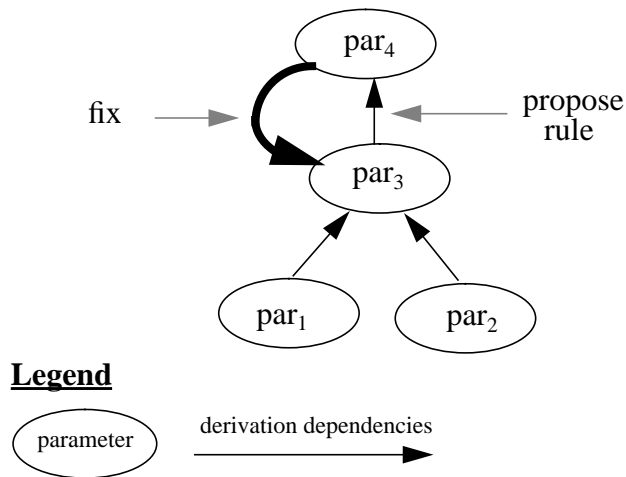 par4
fix
propose
rule
par3
par1
par2
Legend
parameter
derivation dependencies